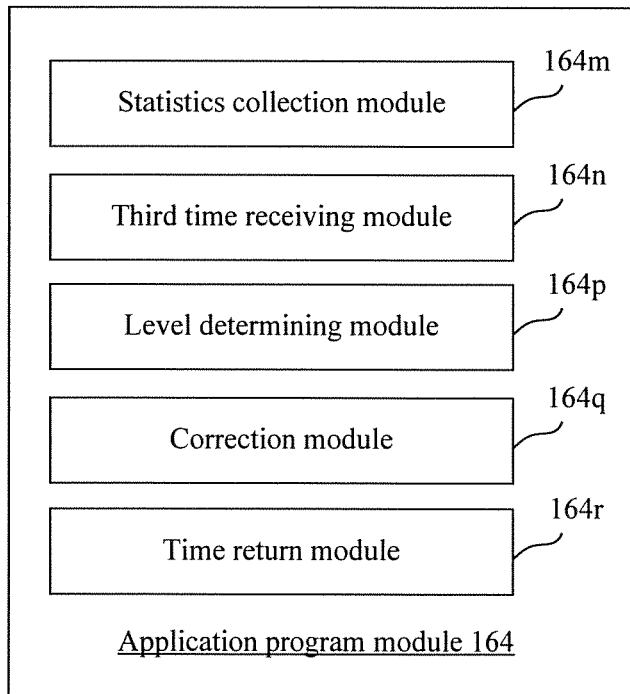 164m
Statistics collection module
164n
Third time receiving module
164p
Level determining module
164q
Correction module
164r
Time return module
Application program module 164